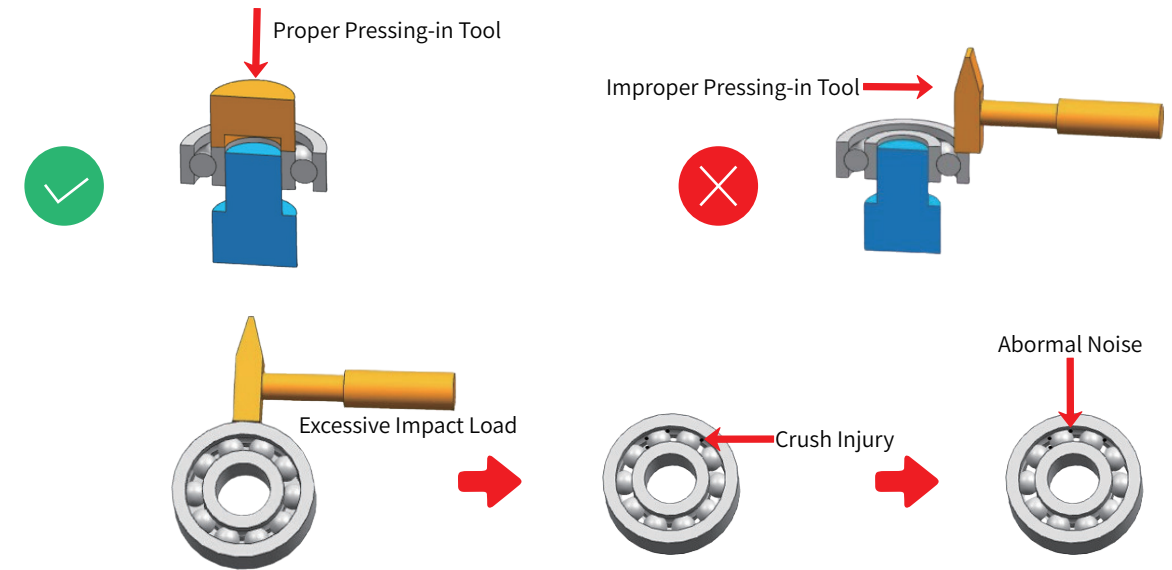 Proper Pressing-in Tool
Improper Pressing-in Tool
Excessive Impact Load
Crush Injury
Abormal Noise